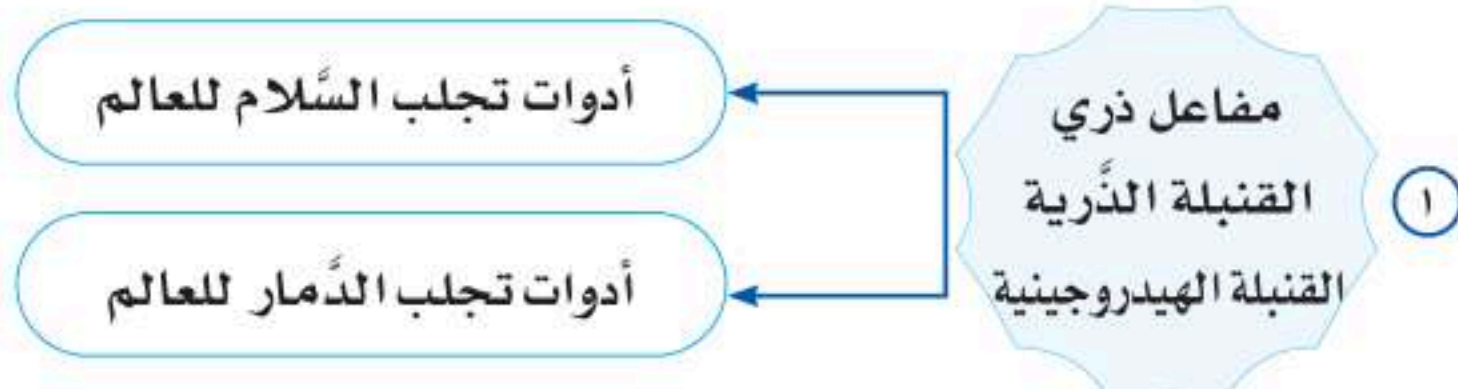 ١
مفاعل ذري
القنبلة الذَّرية
القنبلة الهيدروجينية
أدوات تجلب السَّلام للعالم
أدوات تجلب الدَّمار للعالم